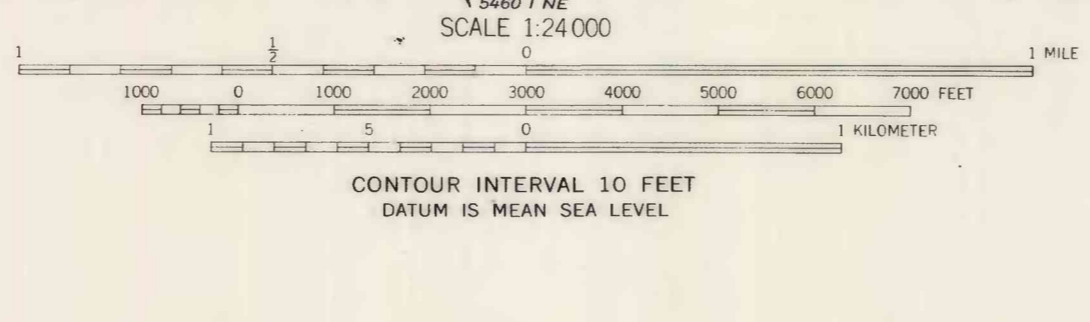 5460 I NE
SCALE 1:24 000
1 ½ 0 1 MILE
1000 0 1000 2000 3000 4000 5000 6000 7000 FEET
1 5 0 1 KILOMETER
CONTOUR INTERVAL 10 FEET
DATUM IS MEAN SEA LEVEL